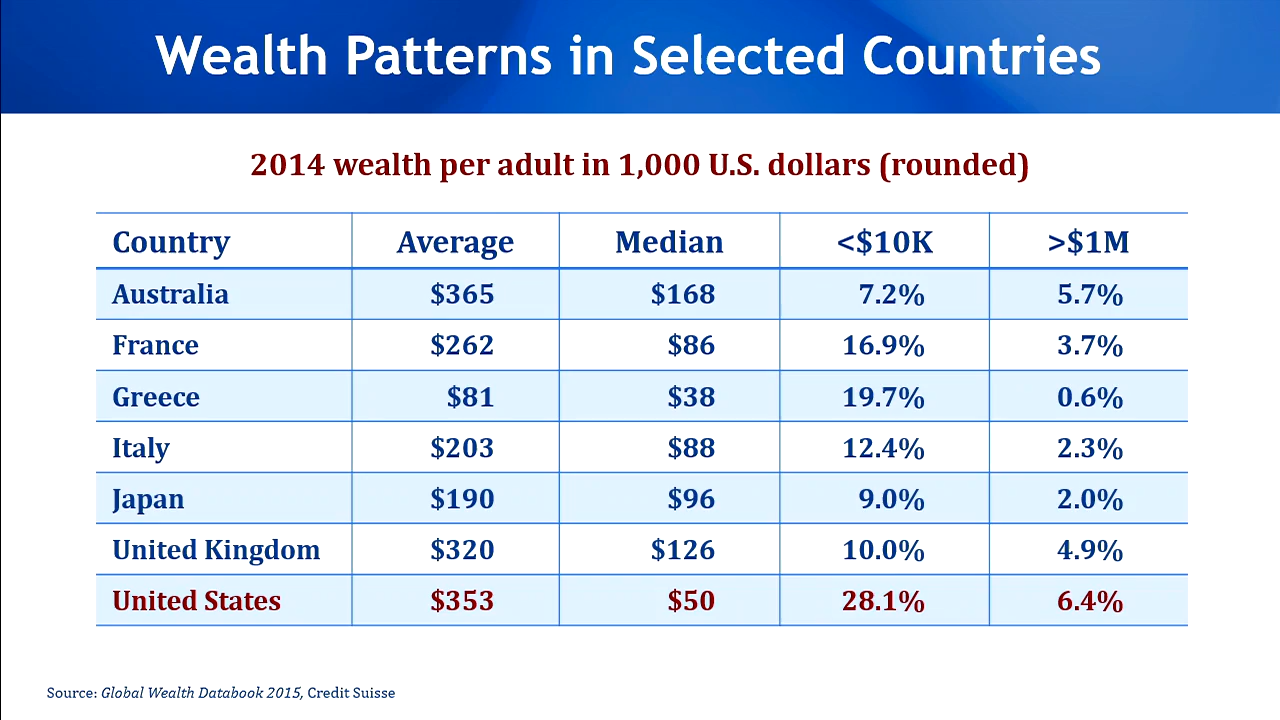 Wealth Patterns in Selected Countries
2014 wealth per adult in 1,000 U.S. dollars (rounded)
Country Average Median <$10K >$1M
Australia $365 $168 7.2% 5.7%
France $262 $86 16.9% 3.7%
Greece $81 $38 19.7% 0.6%
Italy $203 $88 12.4% 2.3%
Japan $190 $96 9.0% 2.0%
United Kingdom $320 $126 10.0% 4.9%
United States $353 $50 28.1% 6.4%
Source: Global Wealth Databook 2015, Credit Suisse